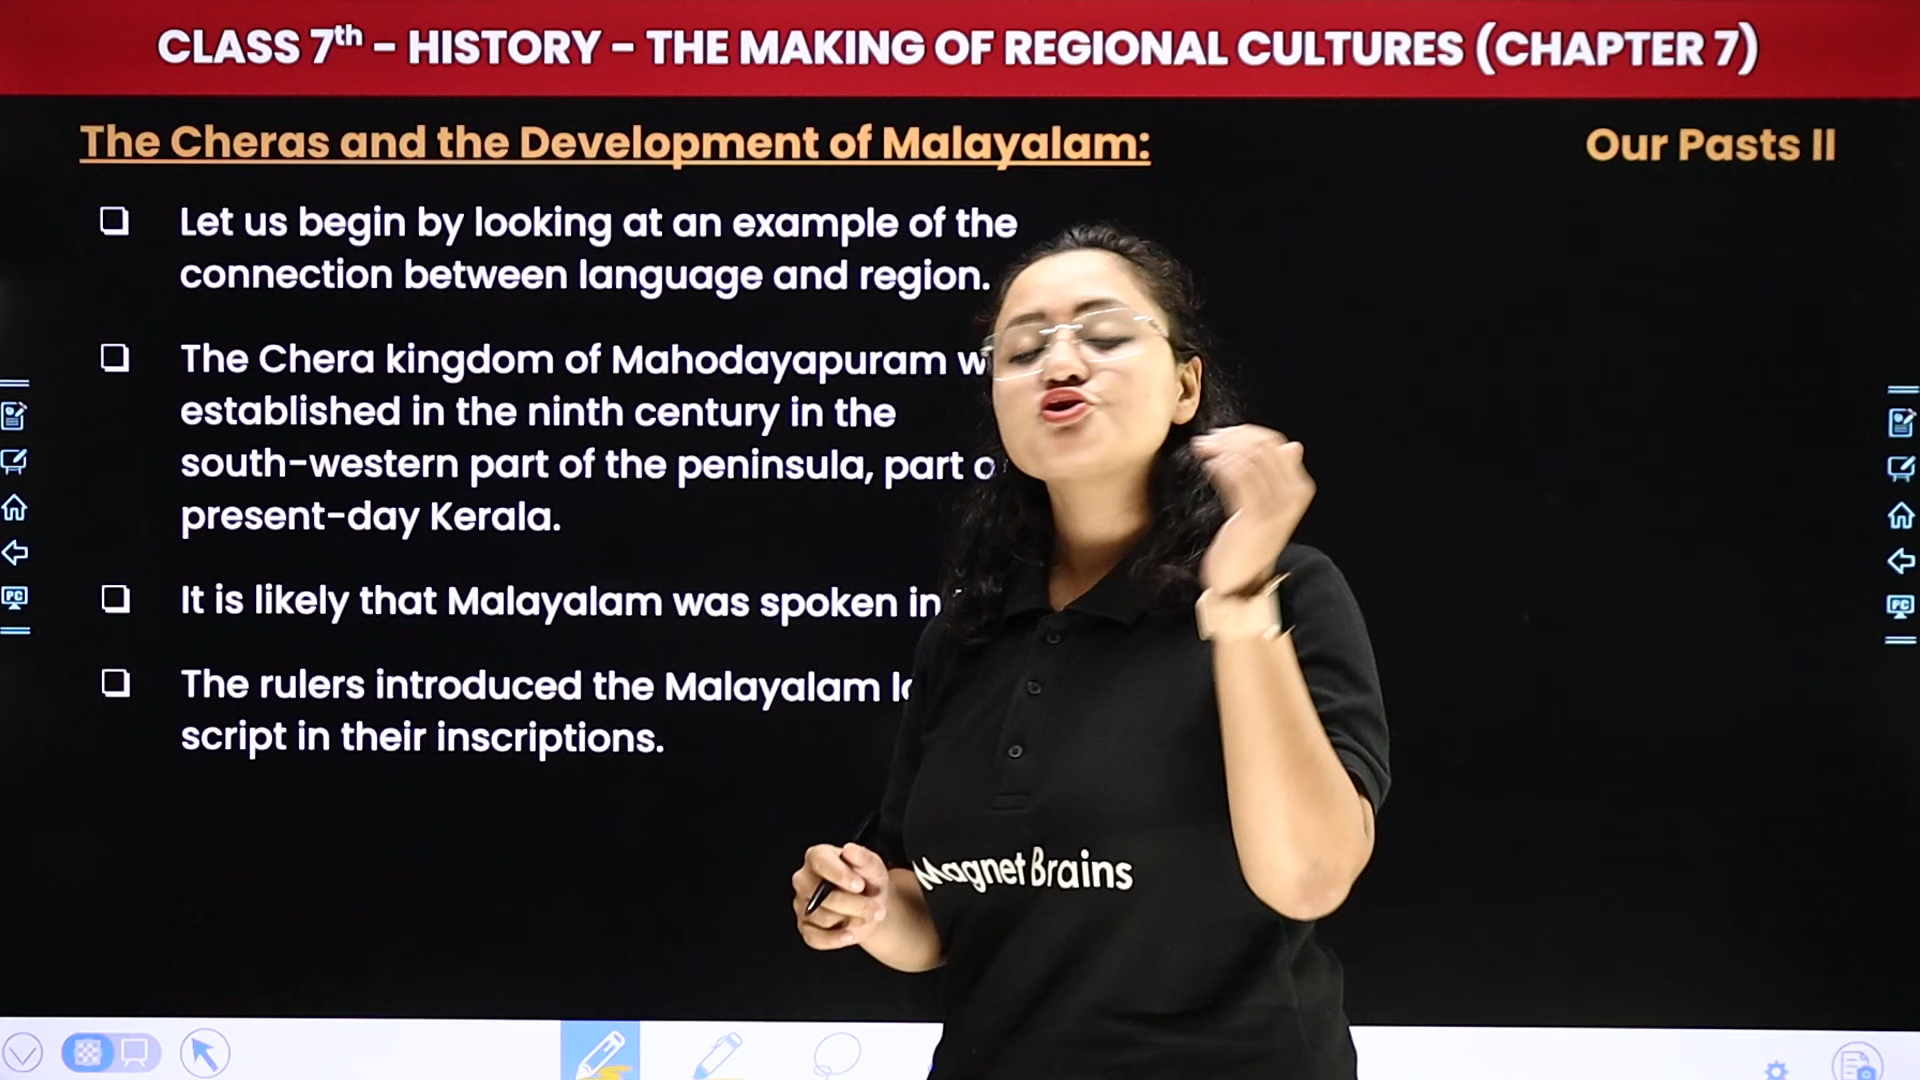 CLASS 7th – HISTORY – THE MAKING OF REGIONAL CULTURES (CHAPTER 7)
The Cheras and the Development of Malayalam:
Our Pasts II
❑ Let us begin by looking at an example of the
connection between language and region.
❑ The Chera kingdom of Mahodayapuram
established in the ninth century in the
south-western part of the peninsula, part
present-day Kerala.
❑ It is likely that Malayalam was spoken in
❑ The rulers introduced the Malayalam
script in their inscriptions.
Magnet Brains
PC
PC